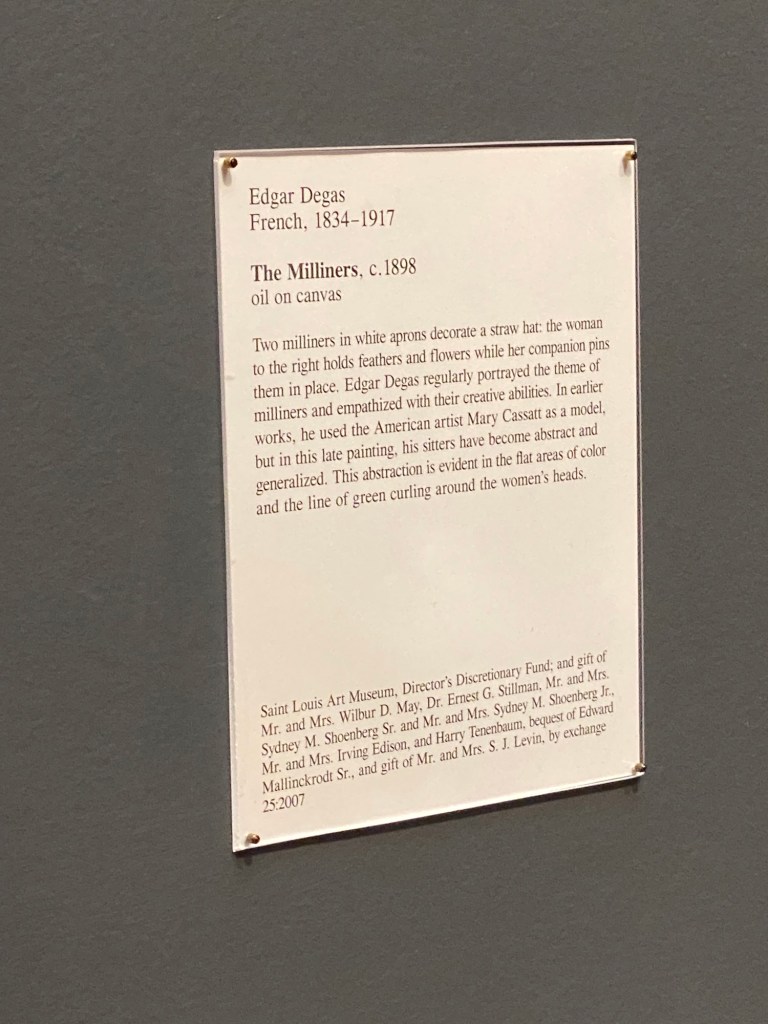 Edgar Degas
French, 1834–1917
The Milliners, c.1898
oil on canvas
Two milliners in white aprons decorate a straw hat: the woman
to the right holds feathers and flowers while her companion pins
them in place. Edgar Degas regularly portrayed the theme of
milliners and empathized with their creative abilities. In earlier
works, he used the American artist Mary Cassatt as a model,
but in this late painting, his sitters have become abstract and
generalized. This abstraction is evident in the flat areas of color
and the line of green curling around the women's heads.
Saint Louis Art Museum, Director's Discretionary Fund; and gift of
Mr. and Mrs. Wilbur D. May, Dr. Ernest G. Stillman, Mr. and Mrs.
Sydney M. Shoenberg Sr. and Mr. and Mrs. Sydney M. Shoenberg Jr.,
Mr. and Mrs. Irving Edison, and Harry Tenenbaum, bequest of Edward
Mallinckrodt Sr., and gift of Mr. and Mrs. S. J. Levin, by exchange
25:2007